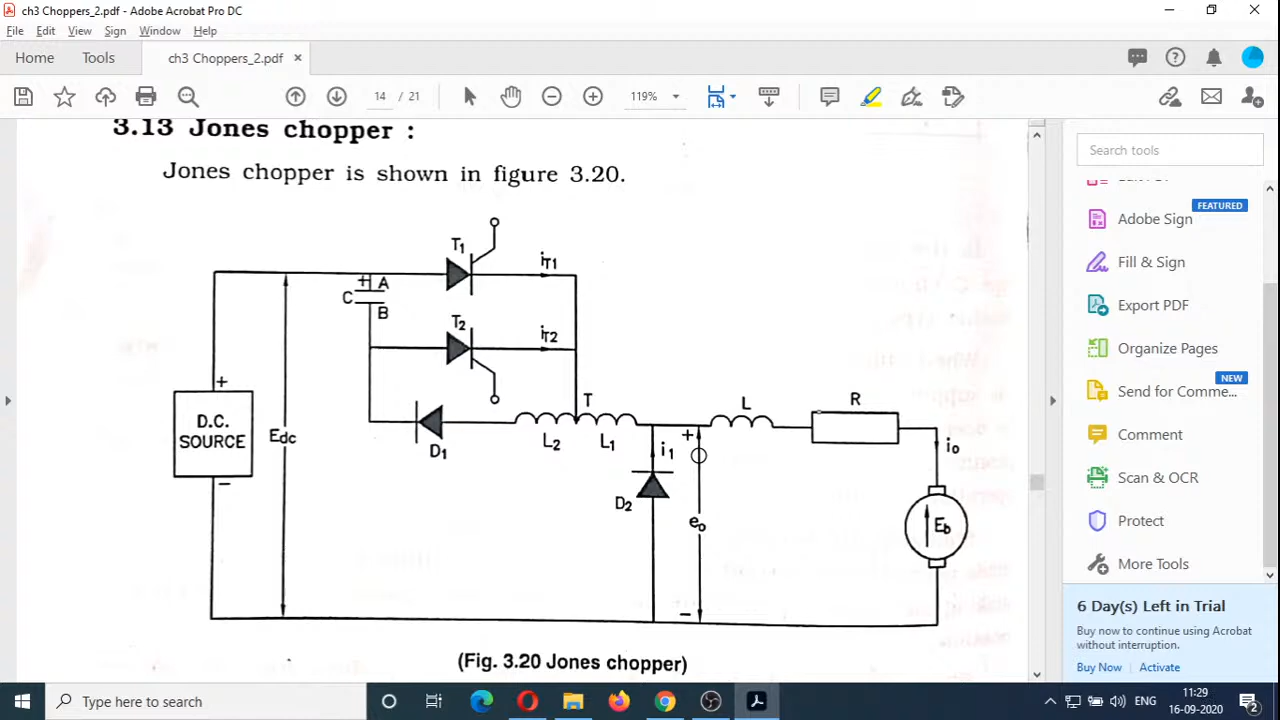 ch3 Choppers_2.pdf - Adobe Acrobat Pro DC
File Edit View Sign Window Help
Home Tools ch3 Choppers_2.pdf ×
14 / 21 119%
3.13 Jones chopper :
Jones chopper is shown in figure 3.20.
T1
iT1
+ A
C
B
T2
iT2
+
D.C.
SOURCE
−
Edc
D1
L2
T
L1
L
R
+
i1
io
D2
eo
Eb
−
(Fig. 3.20 Jones chopper)
Search tools
FEATURED
Adobe Sign
Fill & Sign
Export PDF
Organize Pages
NEW
Send for Comme...
Comment
Scan & OCR
Protect
More Tools
6 Day(s) Left in Trial
Buy now to continue using Acrobat
without interruption.
Buy Now Activate
Type here to search
ENG
11:29
16-09-2020
2